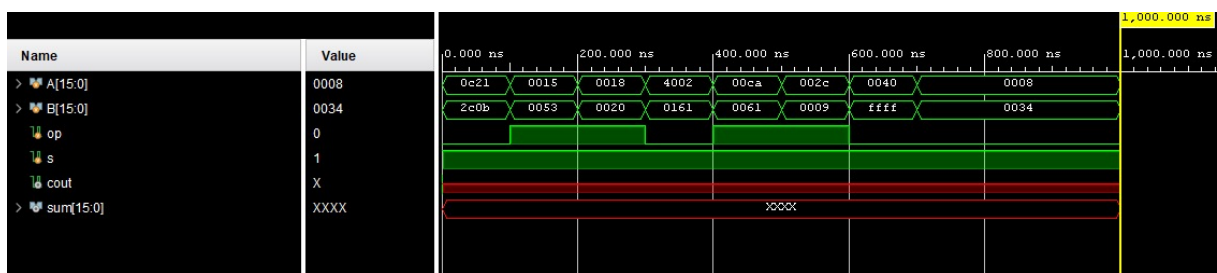 1,000.000 ns
Name Value 0.000 ns 200.000 ns 400.000 ns 600.000 ns 800.000 ns 1,000.000 ns
> A[15:0] 0008 0c21 0015 0018 4002 00ca 002c 0040 0008
> B[15:0] 0034 2c0b 0053 0020 0161 0061 0009 ffff 0034
op 0
s 1
cout X
> sum[15:0] XXXX XXXX